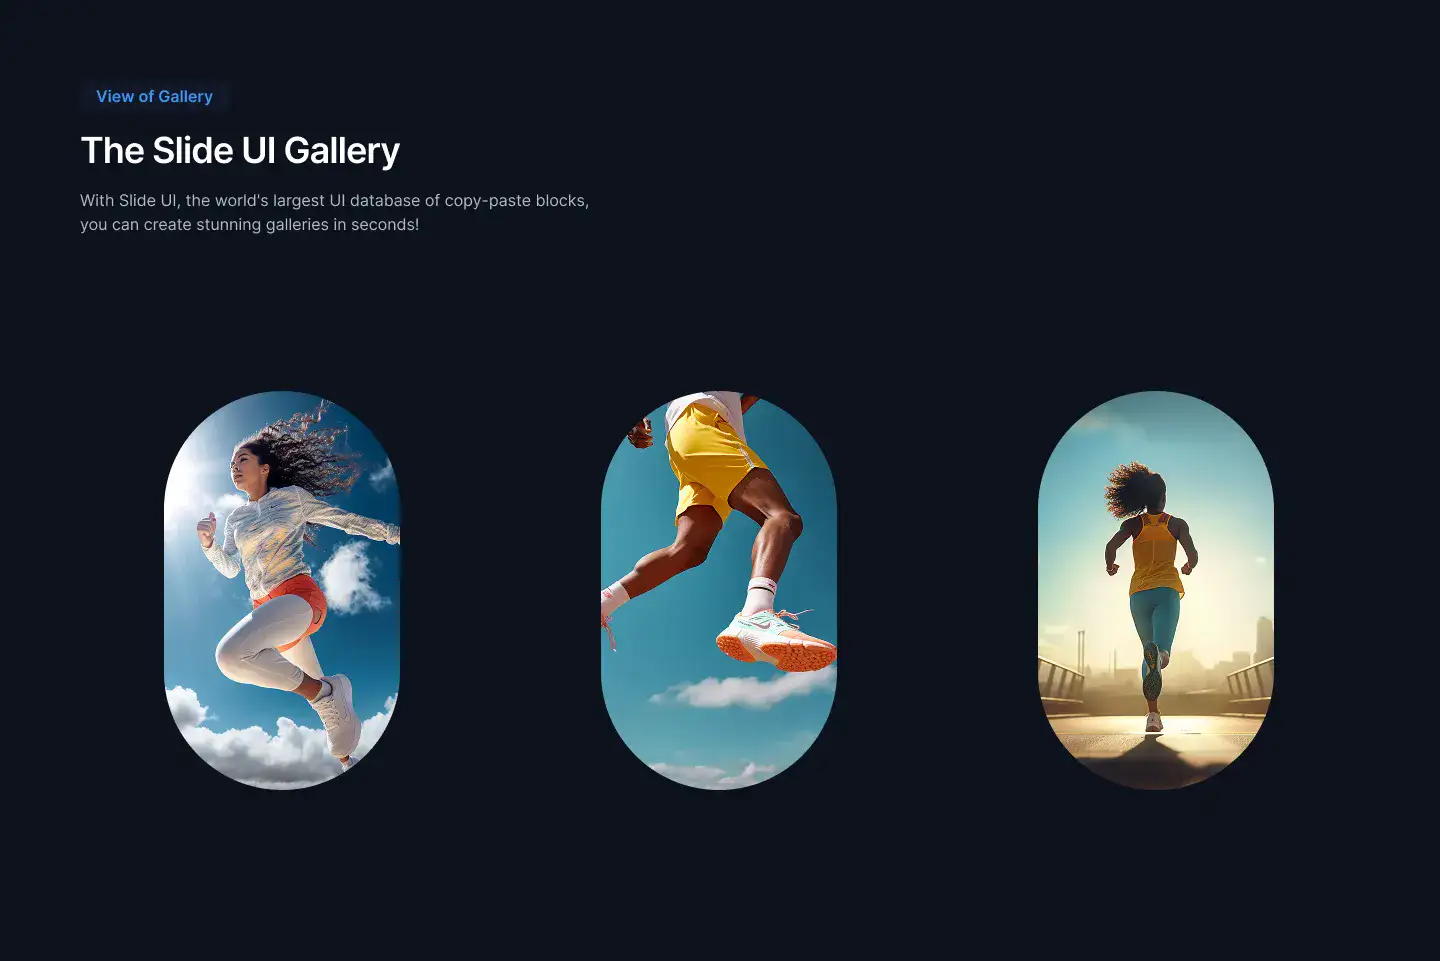 View of Gallery
The Slide UI Gallery
With Slide UI, the world's largest UI database of copy-paste blocks,
you can create stunning galleries in seconds!